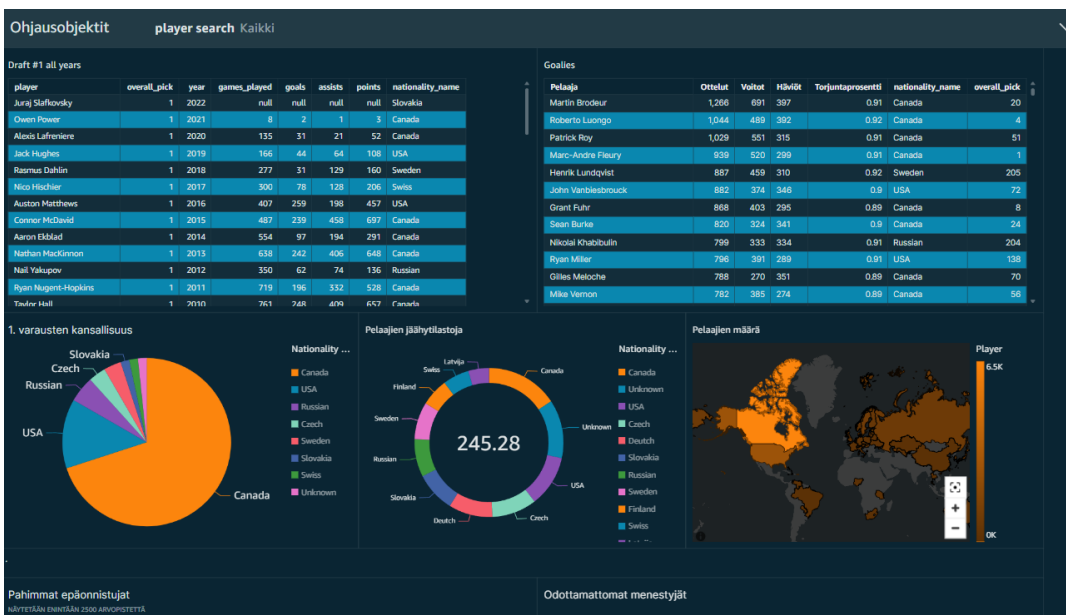 Ohjausobjektit player search Kaikki
Draft #1 all years
player overall_pick year games_played goals assists points nationality_name
Juraj Slafkovsky 1 2022 null null null null Slovakia
Owen Power 1 2021 8 2 1 3 Canada
Alexis Lafreniere 1 2020 135 31 21 52 Canada
Jack Hughes 1 2019 166 44 64 108 USA
Rasmus Dahlin 1 2018 277 31 129 160 Sweden
Nico Hischier 1 2017 300 78 128 206 Swiss
Auston Matthews 1 2016 407 259 198 457 USA
Connor McDavid 1 2015 487 239 458 697 Canada
Aaron Ekblad 1 2014 554 97 194 291 Canada
Nathan MacKinnon 1 2013 638 242 406 648 Canada
Nail Yakupov 1 2012 350 62 74 136 Russian
Ryan Nugent-Hopkins 1 2011 719 196 332 528 Canada
Taylor Hall 1 2010 761 248 409 657 Canada
Goalies
Pelaaja Ottelut Voitot Häviöt Torjuntaprosentti nationality_name overall_pick
Martin Brodeur 1,266 691 397 0.91 Canada 20
Roberto Luongo 1,044 489 392 0.92 Canada 4
Patrick Roy 1,029 551 315 0.91 Canada 51
Marc-Andre Fleury 939 520 299 0.91 Canada 1
Henrik Lundqvist 887 459 310 0.92 Sweden 205
John Vanbiesbrouck 882 374 346 0.9 USA 72
Grant Fuhr 868 403 295 0.89 Canada 8
Sean Burke 820 324 341 0.9 Canada 24
Nikolai Khabibulin 799 333 334 0.91 Russian 204
Ryan Miller 796 391 289 0.91 USA 138
Gilles Meloche 788 270 351 0.89 Canada 70
Mike Vernon 782 385 274 0.89 Canada 56
1. varausten kansallisuus
Slovakia
Czech
Russian
USA
Canada
Nationality ...
Canada
USA
Russian
Czech
Sweden
Slovakia
Swiss
Unknown
Pelaajien jäähytilastoja
Latvija
Swiss
Canada
Finland
Sweden
Unknown
245.28
Russian
USA
Slovakia
Czech
Deutch
Nationality ...
Canada
Unknown
USA
Czech
Deutch
Slovakia
Russian
Sweden
Finland
Swiss
Pelaajien määrä
Player
6.5K
0K
Pahimmat epäonnistujat
NÄYTETÄÄN ENINTÄÄN 2500 ARVOPISTETTÄ
Odottamattomat menestyjät